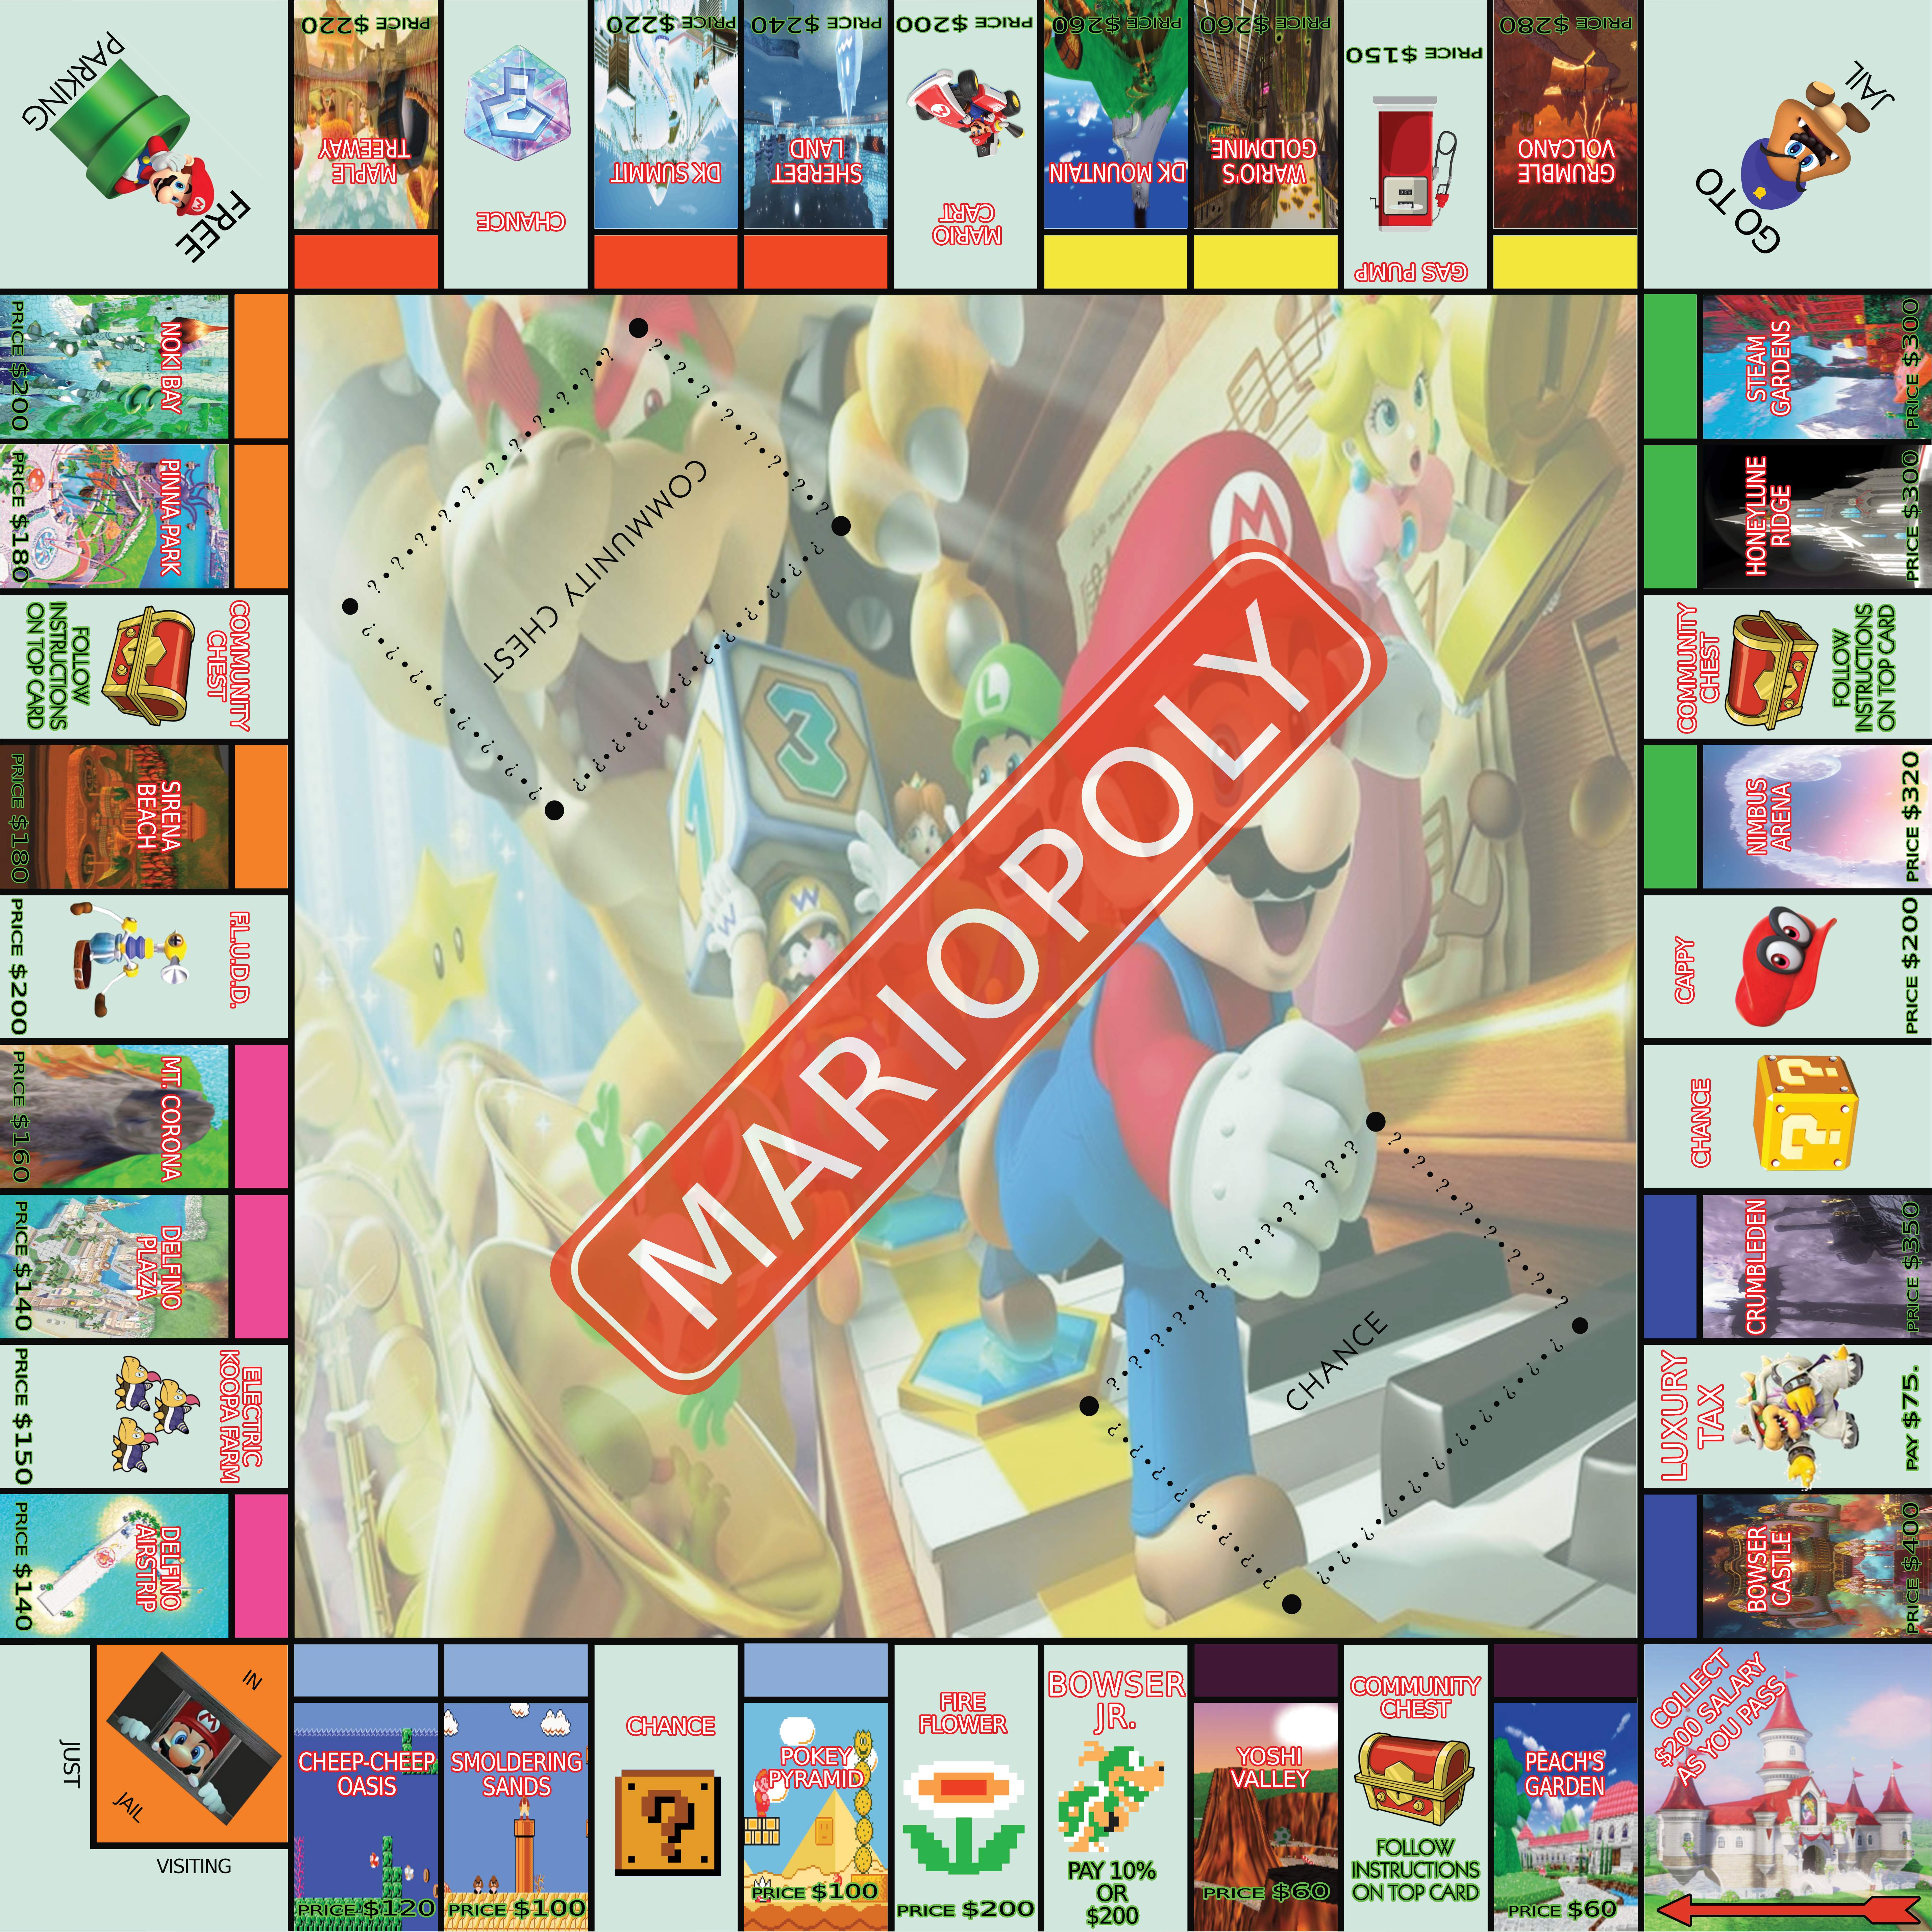 FREE
PARKING
PRICE $220
MAPLE
TREEWAY
CHANCE
PRICE $220
DK SUMMIT
PRICE $240
SHERBET
LAND
PRICE $200
MARIO
CART
PRICE $260
DK MOUNTAIN
PRICE $260
WARIO'S
GOLDMINE
PRICE $150
GAS PUMP
PRICE $280
GRUMBLE
VOLCANO
GO TO
JAIL
STEAM
GARDENS
PRICE $300
HONEYLUNE
RIDGE
PRICE $300
COMMUNITY
CHEST
FOLLOW
INSTRUCTIONS
ON TOP CARD
NIMBUS
ARENA
PRICE $320
CAPPY
PRICE $200
CHANCE
? ?
CRUMBLEDEN
PRICE $350
LUXURY
TAX
PAY $75.
BOWSER
CASTLE
PRICE $400
COLLECT
$200 SALARY
AS YOU PASS
PEACH'S
GARDEN
PRICE $60
COMMUNITY
CHEST
FOLLOW
INSTRUCTIONS
ON TOP CARD
YOSHI
VALLEY
PRICE $60
BOWSER
JR.
PAY 10%
OR
$200
FIRE
FLOWER
PRICE $200
POKEY
PYRAMID
PRICE $100
CHANCE
?
SMOLDERING
SANDS
PRICE $100
CHEEP-CHEEP
OASIS
PRICE $120
IN
JAIL
JUST
VISITING
DELFINO
AIRSTRIP
PRICE $140
ELECTRIC
KOOPA FARM
PRICE $150
DELFINO
PLAZA
PRICE $140
MT. CORONA
PRICE $160
F.L.U.D.D.
PRICE $200
SIRENA
BEACH
PRICE $180
COMMUNITY
CHEST
FOLLOW
INSTRUCTIONS
ON TOP CARD
PINNA PARK
PRICE $180
NOKI BAY
PRICE $200
COMMUNITY CHEST
MARIOPOLY
CHANCE
M
L
W
W
3